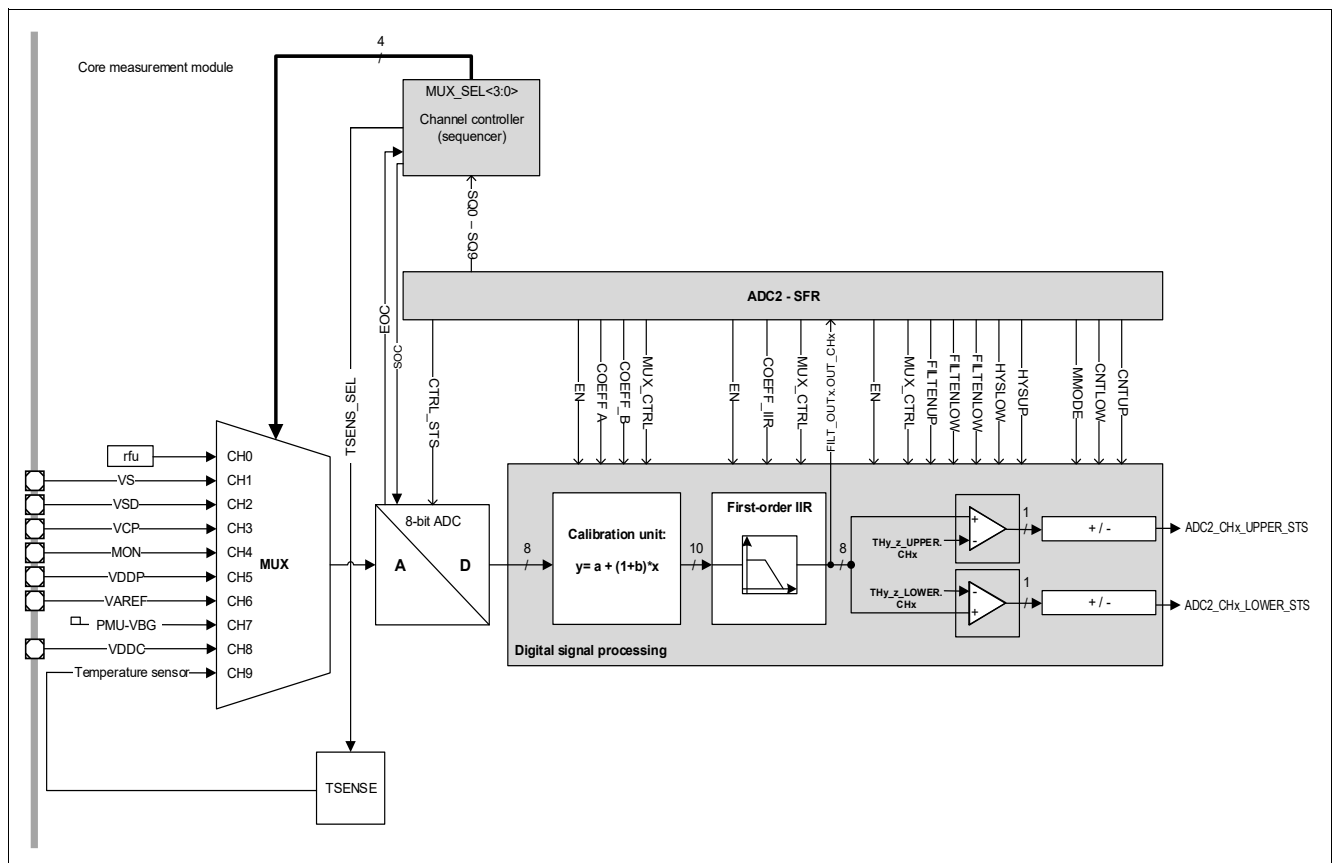 4
Core measurement module
MUX_SEL<3:0>
Channel controller
(sequencer)
SQ0 – SQ9
ADC2 - SFR
EOC
SOC
TSENS_SEL
CTRL_STS
EN
COEFF_A
COEFF_B
MUX_CTRL
EN
COEFF_IIR
MUX_CTRL
FILT_OUTx.OUT_CHx
EN
MUX_CTRL
FILTENUP
FILTENLOW
FILTENLOW
HYSLOW
HYSUP
MMODE
CNTLOW
CNTUP
rfu
CH0
VS
CH1
VSD
CH2
VCP
CH3
MON
CH4
VDDP
CH5
VAREF
CH6
PMU-VBG
CH7
VDDC
CH8
Temperature sensor
CH9
MUX
8-bit ADC
A
D
8
Calibration unit:
y= a + (1+b)*x
10
First-order IIR
8
+
-
THy_z_UPPER.
CHx
1
+ / -
ADC2_CHx_UPPER_STS
THy_z_LOWER.
CHx
-
+
1
+ / -
ADC2_CHx_LOWER_STS
Digital signal processing
TSENSE